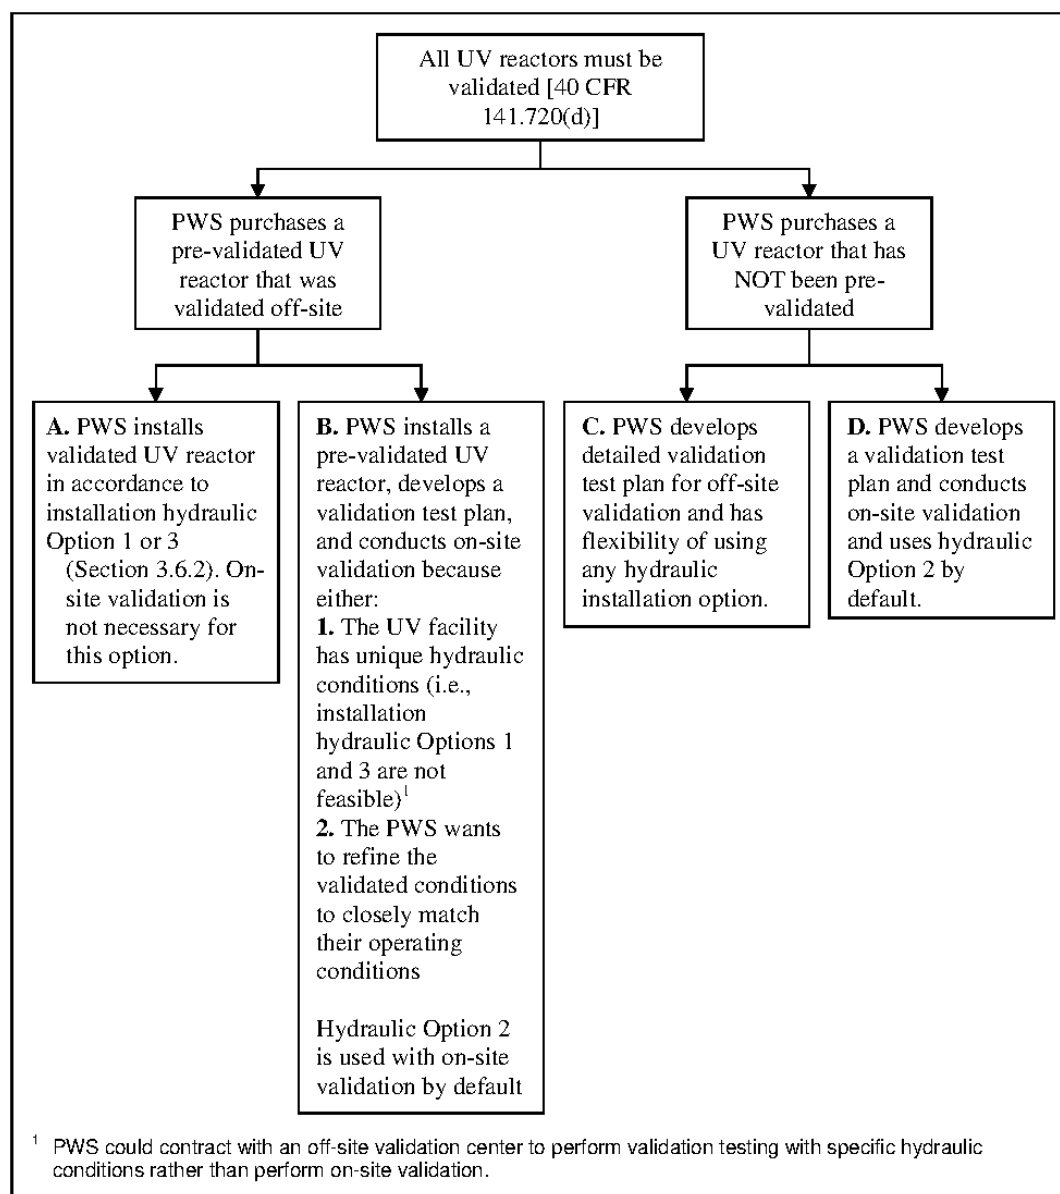 All UV reactors must be
validated [40 CFR
141.720(d)]
PWS purchases a
pre-validated UV
reactor that was
validated off-site
PWS purchases a
UV reactor that has
NOT been pre-
validated
A. PWS installs
validated UV reactor
in accordance to
installation hydraulic
Option 1 or 3
(Section 3.6.2). On-
site validation is
not necessary for
this option.
B. PWS installs a
pre-validated UV
reactor, develops a
validation test plan,
and conducts on-site
validation because
either:
1. The UV facility
has unique hydraulic
conditions (i.e.,
installation
hydraulic Options 1
and 3 are not
feasible)1
2. The PWS wants
to refine the
validated conditions
to closely match
their operating
conditions
Hydraulic Option 2
is used with on-site
validation by default
C. PWS develops
detailed validation
test plan for off-site
validation and has
flexibility of using
any hydraulic
installation option.
D. PWS develops
a validation test
plan and conducts
on-site validation
and uses hydraulic
Option 2 by
default.
1 PWS could contract with an off-site validation center to perform validation testing with specific hydraulic
conditions rather than perform on-site validation.